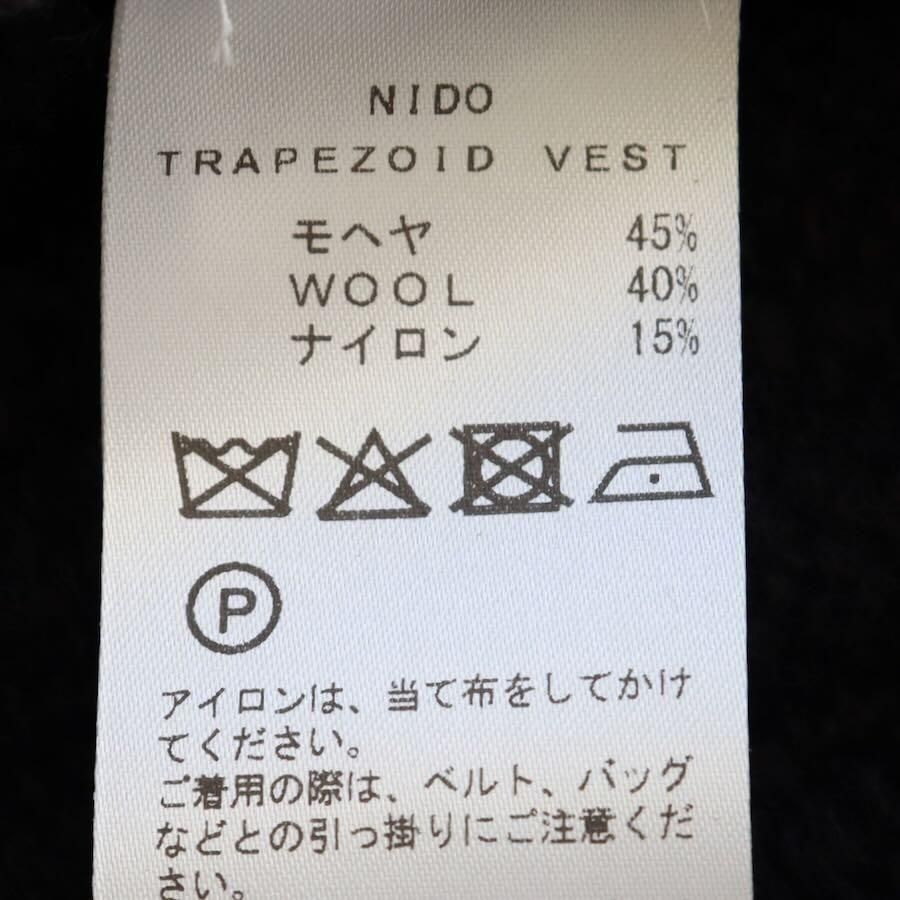 NIDO
TRAPEZOID VEST
モヘヤ 45%
WOOL 40%
ナイロン 15%
P
アイロンは、当て布をしてかけ
てください。
ご着用の際は、ベルト、バッグ
などとの引っ掛りにご注意くだ
さい。